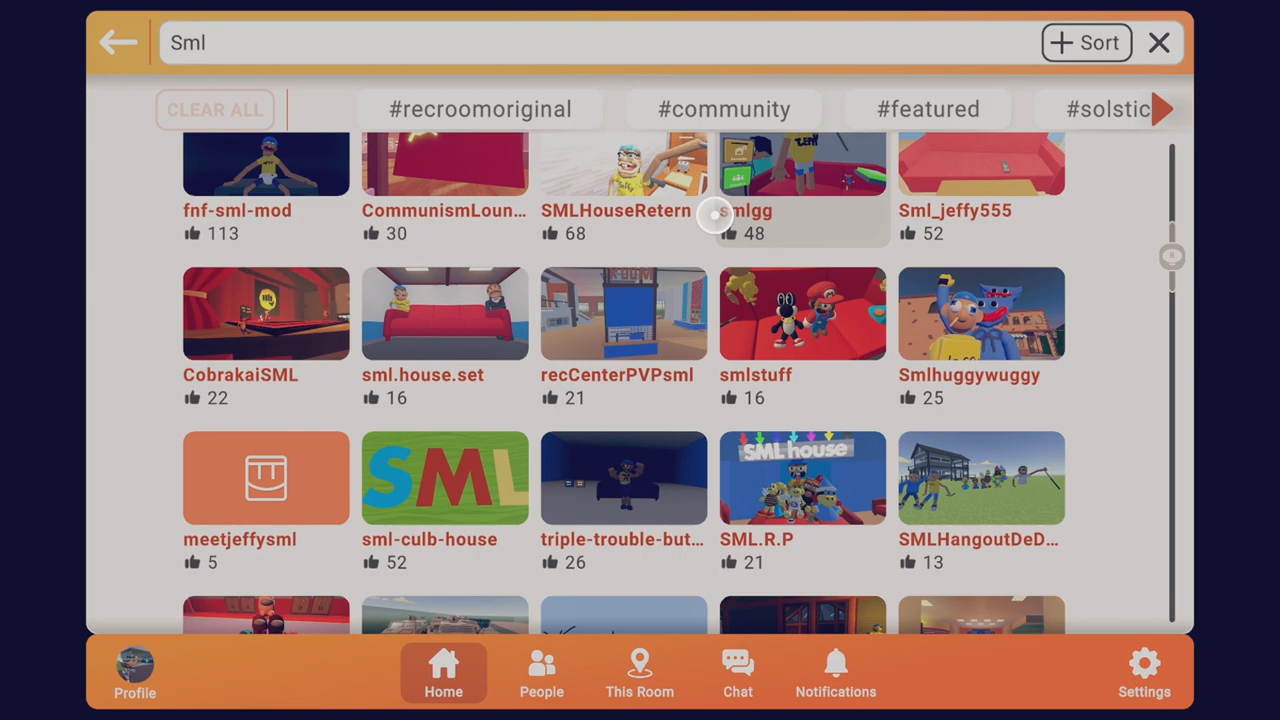 Sml
Sort
CLEAR ALL
#recroomoriginal
#community
#featured
#solstic
fnf-sml-mod
CommunismLoun...
SMLHouseRetern
smlgg
Sml_jeffy555
113
30
68
48
52
CobrakaiSML
sml.house.set
recCenterPVPsml
smlstuff
Smlhuggywuggy
22
16
21
16
25
SML
SML house
meetjeffysml
sml-culb-house
triple-trouble-but...
SML.R.P
SMLHangoutDeD...
5
52
26
21
13
Profile
Home
People
This Room
Chat
Notifications
Settings